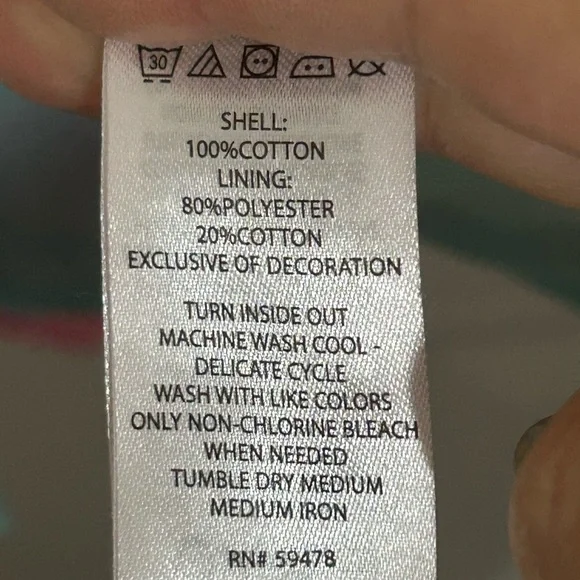 30
SHELL:
100%COTTON
LINING:
80%POLYESTER
20%COTTON
EXCLUSIVE OF DECORATION
TURN INSIDE OUT
MACHINE WASH COOL -
DELICATE CYCLE
WASH WITH LIKE COLORS
ONLY NON-CHLORINE BLEACH
WHEN NEEDED
TUMBLE DRY MEDIUM
MEDIUM IRON
RN# 59478